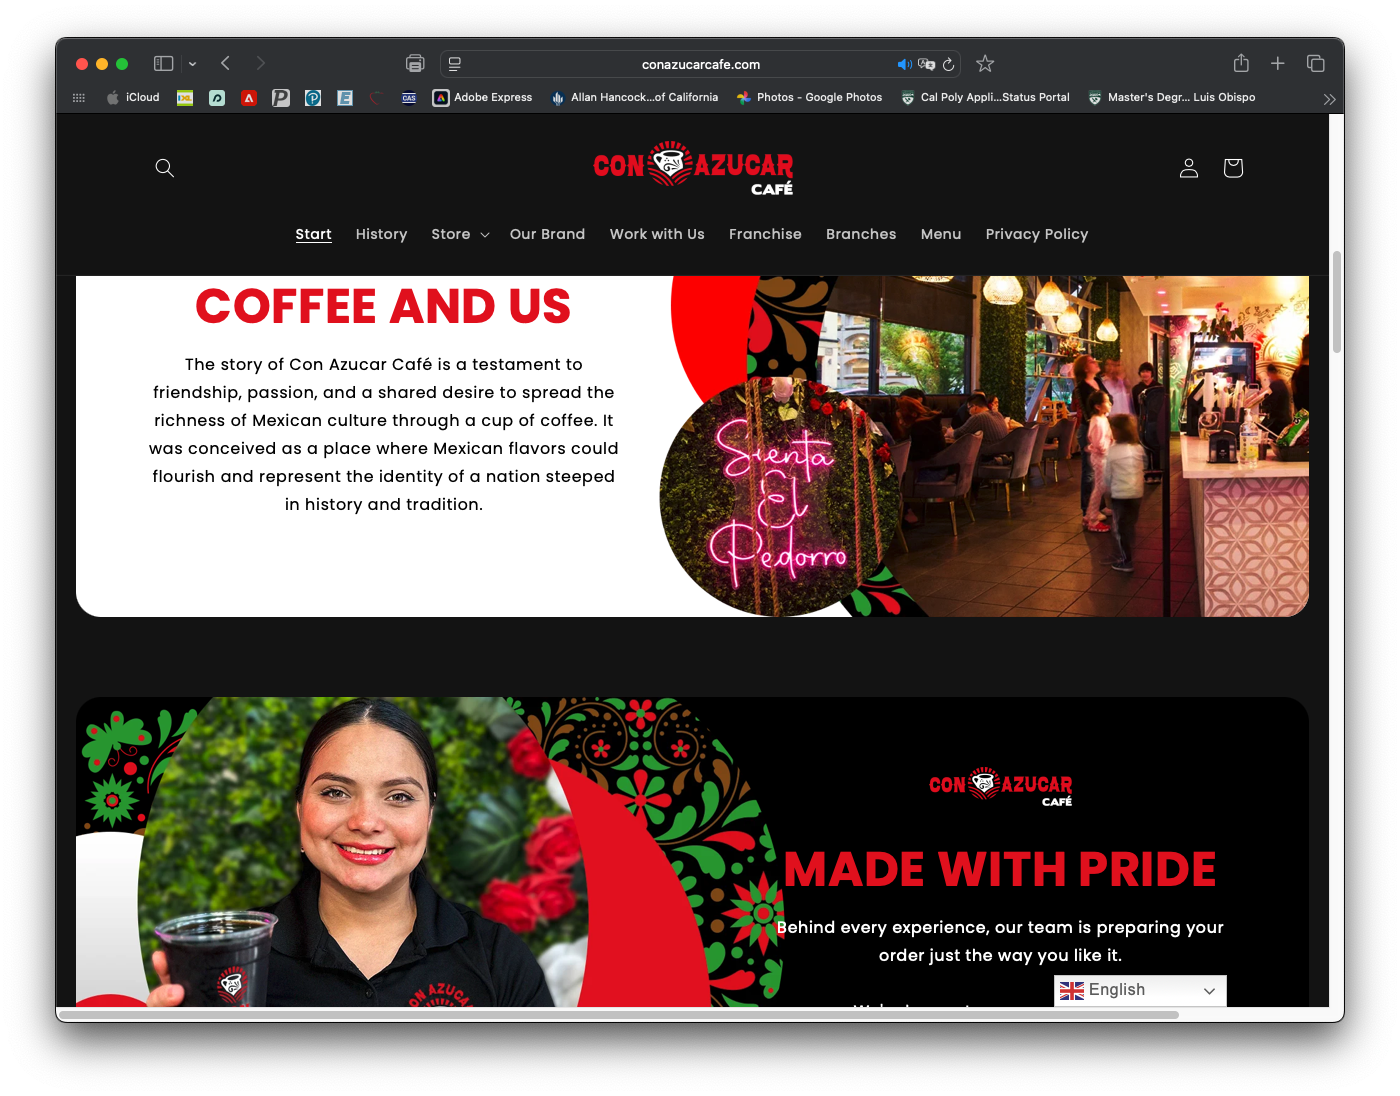 conazucarcafe.com
iCloud
CAS
Adobe Express
Allan Hancock...of California
Photos - Google Photos
Cal Poly Appli...Status Portal
Master's Degr... Luis Obispo
CON AZUCAR
CAFÉ
Start
History
Store
Our Brand
Work with Us
Franchise
Branches
Menu
Privacy Policy
COFFEE AND US
The story of Con Azucar Café is a testament to
friendship, passion, and a shared desire to spread the
richness of Mexican culture through a cup of coffee. It
was conceived as a place where Mexican flavors could
flourish and represent the identity of a nation steeped
in history and tradition.
Sienta
El
Pedorro
CON AZUCAR
CAFÉ
MADE WITH PRIDE
Behind every experience, our team is preparing your
order just the way you like it.
CON AZUCAR
English